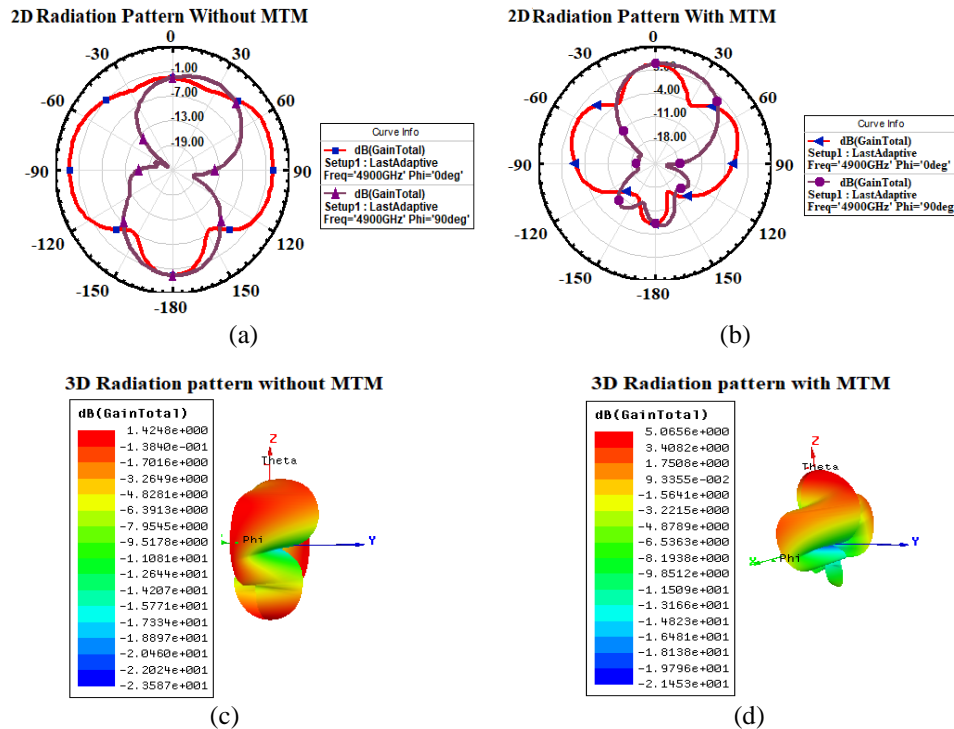 2D Radiation Pattern Without MTM
0
-30
30
-60
60
-90
90
-120
120
-150
150
-180
-1.00
-7.00
-13.00
-19.00
Curve Info
dB(GainTotal)
Setup1 : LastAdaptive
Freq='4900GHz' Phi='0deg'
dB(GainTotal)
Setup1 : LastAdaptive
Freq='4900GHz' Phi='90deg'
(a)
2D Radiation Pattern With MTM
0
-30
30
-60
60
-90
90
-120
120
-150
150
-180
3.00
-4.00
-11.00
-18.00
Curve Info
dB(GainTotal)
Setup1 : LastAdaptive
Freq='4900GHz' Phi='0deg'
dB(GainTotal)
Setup1 : LastAdaptive
Freq='4900GHz' Phi='90deg
(b)
3D Radiation pattern without MTM
dB(GainTotal)
1.4248e+000
-1.3840e-001
-1.7016e+000
-3.2649e+000
-4.8281e+000
-6.3913e+000
-7.9545e+000
-9.5178e+000
-1.1081e+001
-1.2644e+001
-1.4207e+001
-1.5771e+001
-1.7334e+001
-1.8897e+001
-2.0460e+001
-2.2024e+001
-2.3587e+001
Z
Theta
Phi
Y
(c)
3D Radiation pattern with MTM
dB(GainTotal)
5.0656e+000
3.4082e+000
1.7508e+000
9.3355e-002
-1.5641e+000
-3.2215e+000
-4.8789e+000
-6.5363e+000
-8.1938e+000
-9.8512e+000
-1.1509e+001
-1.3166e+001
-1.4823e+001
-1.6481e+001
-1.8138e+001
-1.9796e+001
-2.1453e+001
Z
Theta
X
Phi
Y
(d)